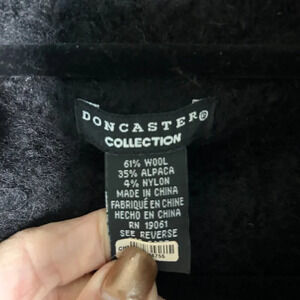 DONCASTER®
COLLECTION
61% WOOL
35% ALPACA
4% NYLON
MADE IN CHINA
FABRIQUÉ EN CHINE
HECHO EN CHINA
RN 19061
SEE REVERSE